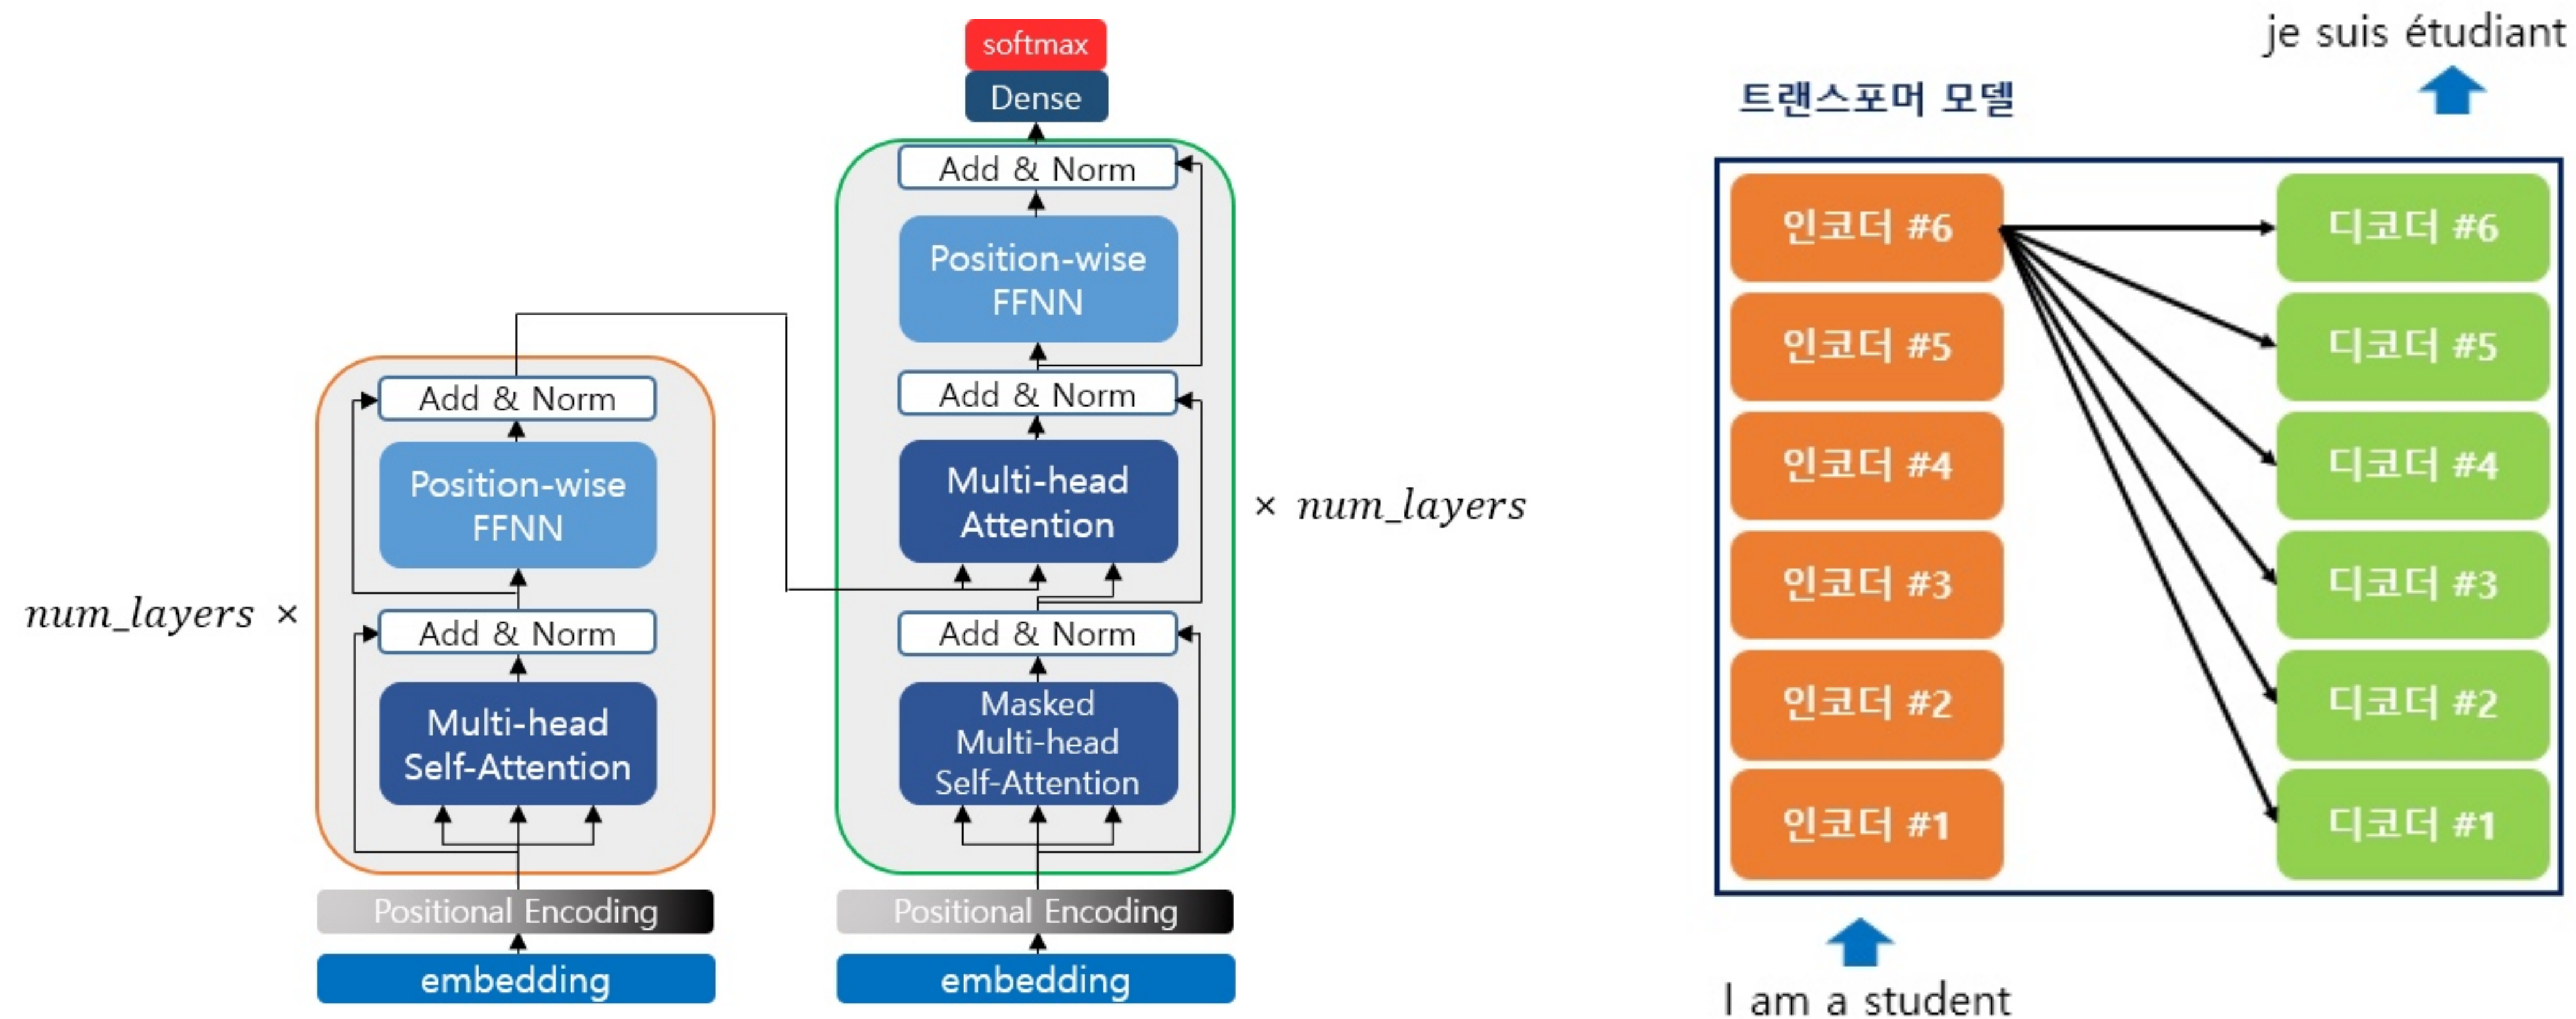 softmax
Dense
Add & Norm
Position-wise
FFNN
Add & Norm
Multi-head
Attention
Add & Norm
Masked
Multi-head
Self-Attention
Positional Encoding
embedding
× num_layers
Add & Norm
Position-wise
FFNN
Add & Norm
Multi-head
Self-Attention
Positional Encoding
embedding
num_layers ×
je suis étudiant
트랜스포머 모델
인코더 #6
디코더 #6
인코더 #5
디코더 #5
인코더 #4
디코더 #4
인코더 #3
디코더 #3
인코더 #2
디코더 #2
인코더 #1
디코더 #1
I am a student